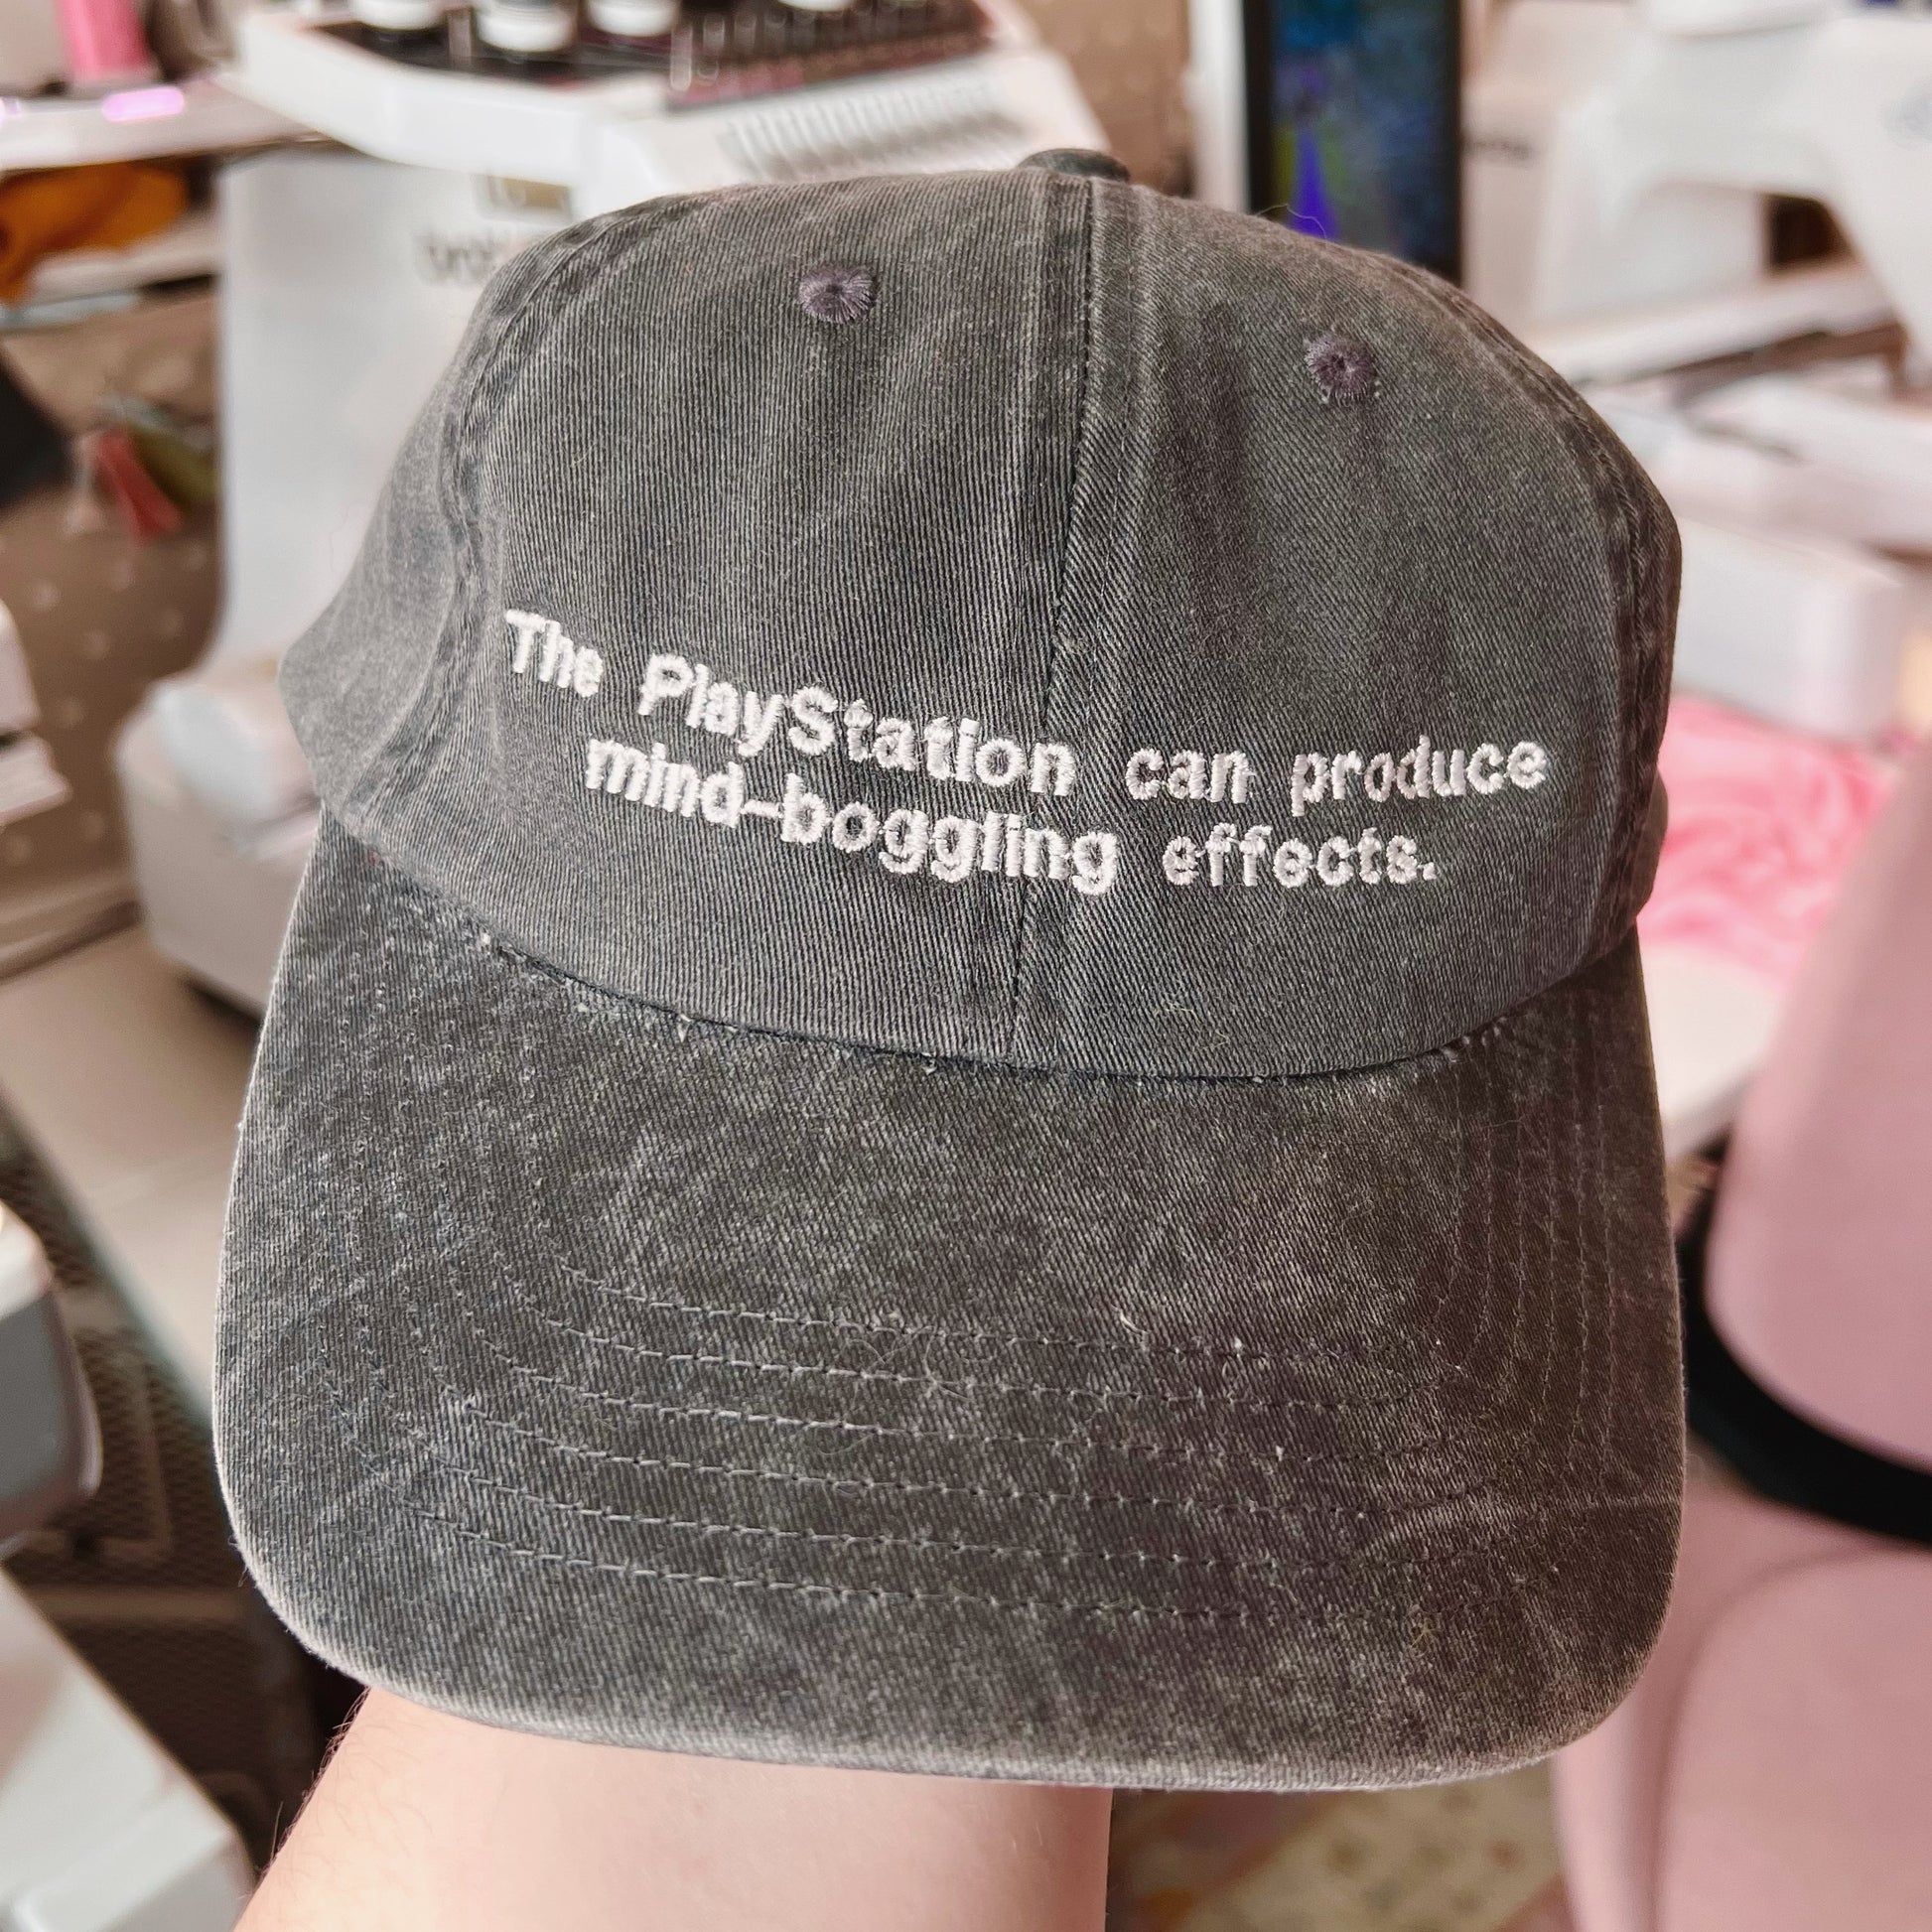 The PlayStation can produce
mind-boggling effects.